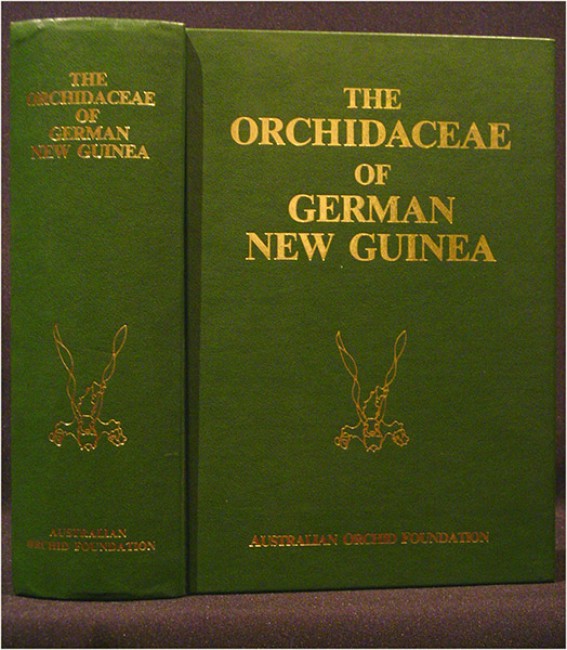 THE
ORCHIDACEAE
OF
GERMAN
NEW GUINEA
AUSTRALIAN
ORCHID FOUNDATION
THE
ORCHIDACEAE
OF
GERMAN
NEW GUINEA
AUSTRALIAN ORCHID FOUNDATION